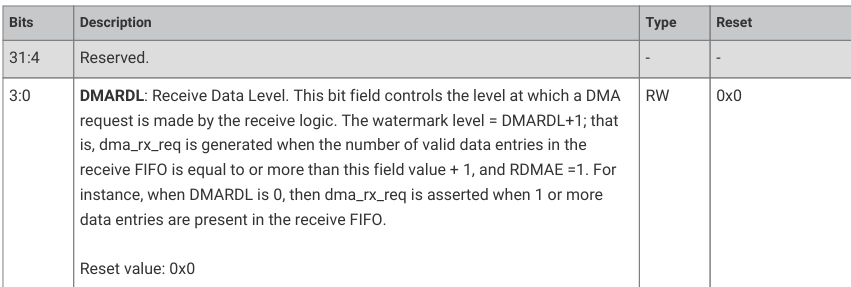 Bits Description Type Reset
31:4 Reserved. - -
3:0 DMARDL: Receive Data Level. This bit field controls the level at which a DMA RW 0x0
request is made by the receive logic. The watermark level = DMARDL+1; that
is, dma_rx_req is generated when the number of valid data entries in the
receive FIFO is equal to or more than this field value + 1, and RDMAE =1. For
instance, when DMARDL is 0, then dma_rx_req is asserted when 1 or more
data entries are present in the receive FIFO.
Reset value: 0x0